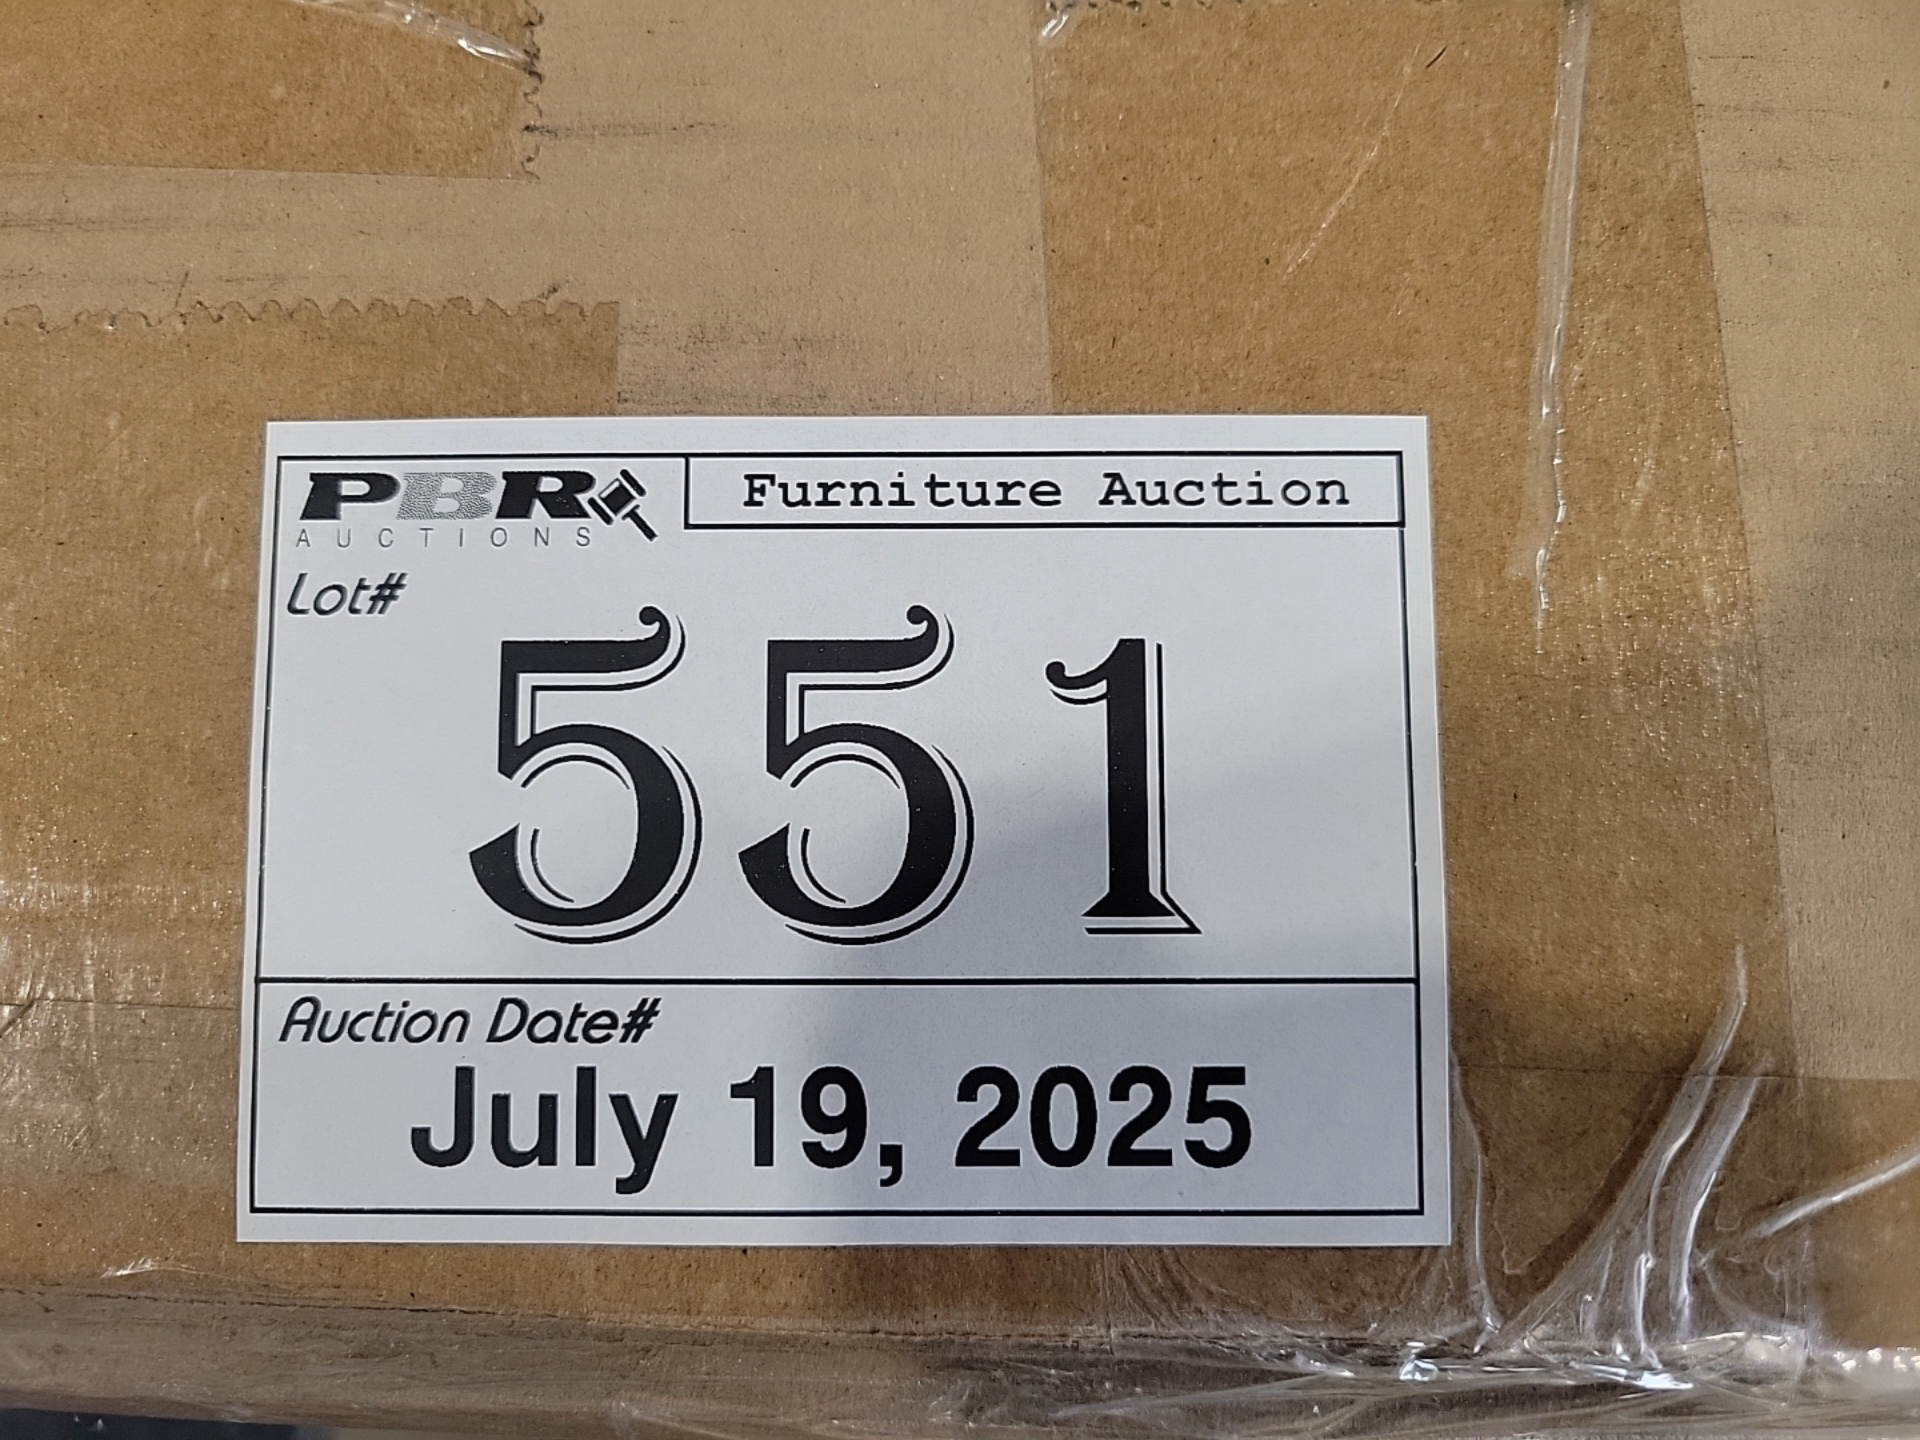 PBR
AUCTIONS
Furniture Auction
Lot#
551
Auction Date#
July 19, 2025